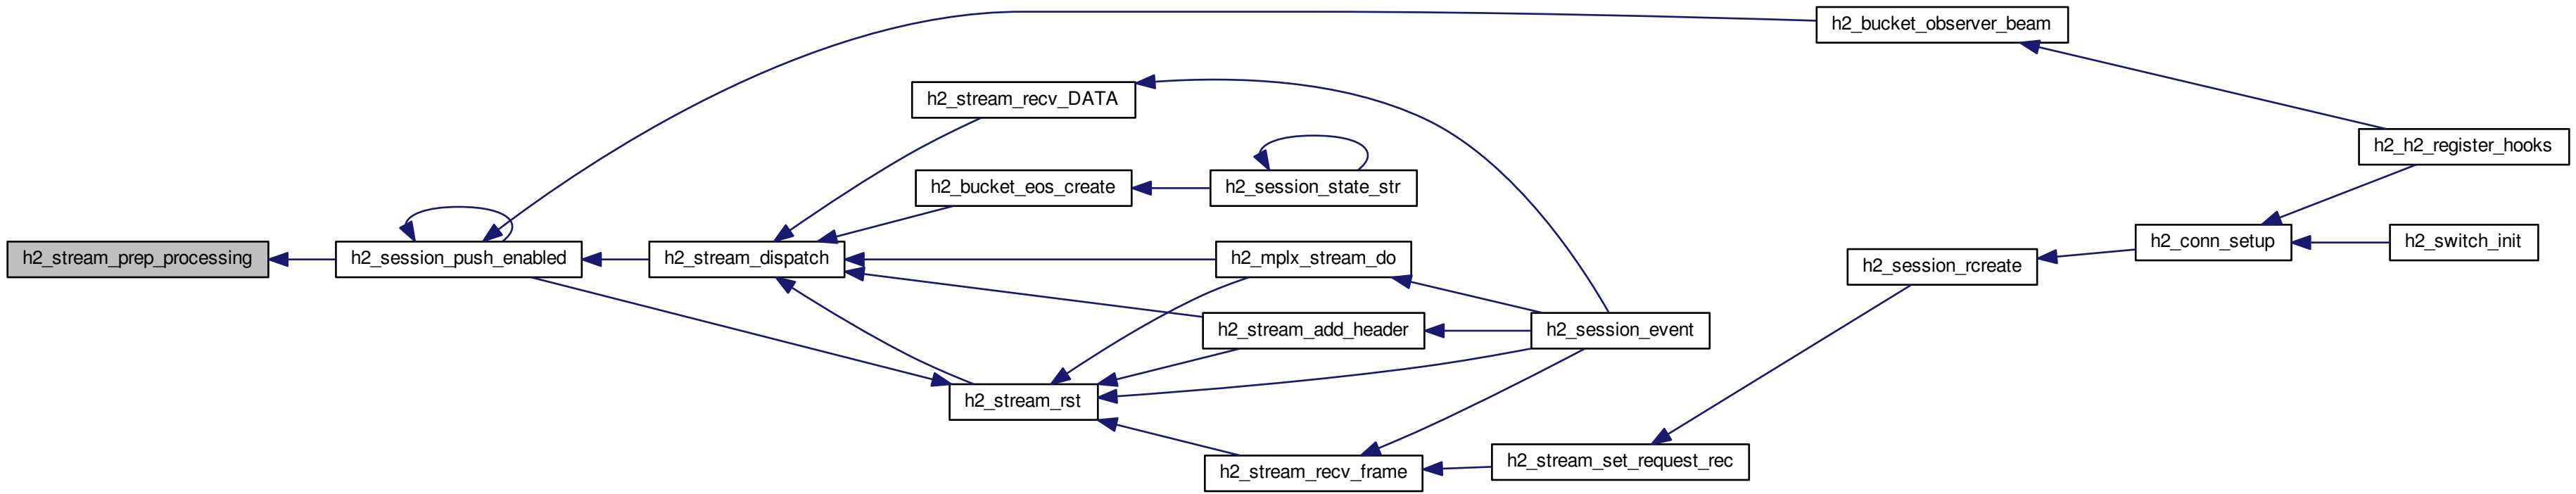 h2_bucket_observer_beam
h2_stream_recv_DATA
h2_h2_register_hooks
h2_bucket_eos_create
h2_session_state_str
h2_conn_setup
h2_switch_init
h2_stream_prep_processing
h2_session_push_enabled
h2_stream_dispatch
h2_mplx_stream_do
h2_session_rcreate
h2_stream_add_header
h2_session_event
h2_stream_rst
h2_stream_recv_frame
h2_stream_set_request_rec